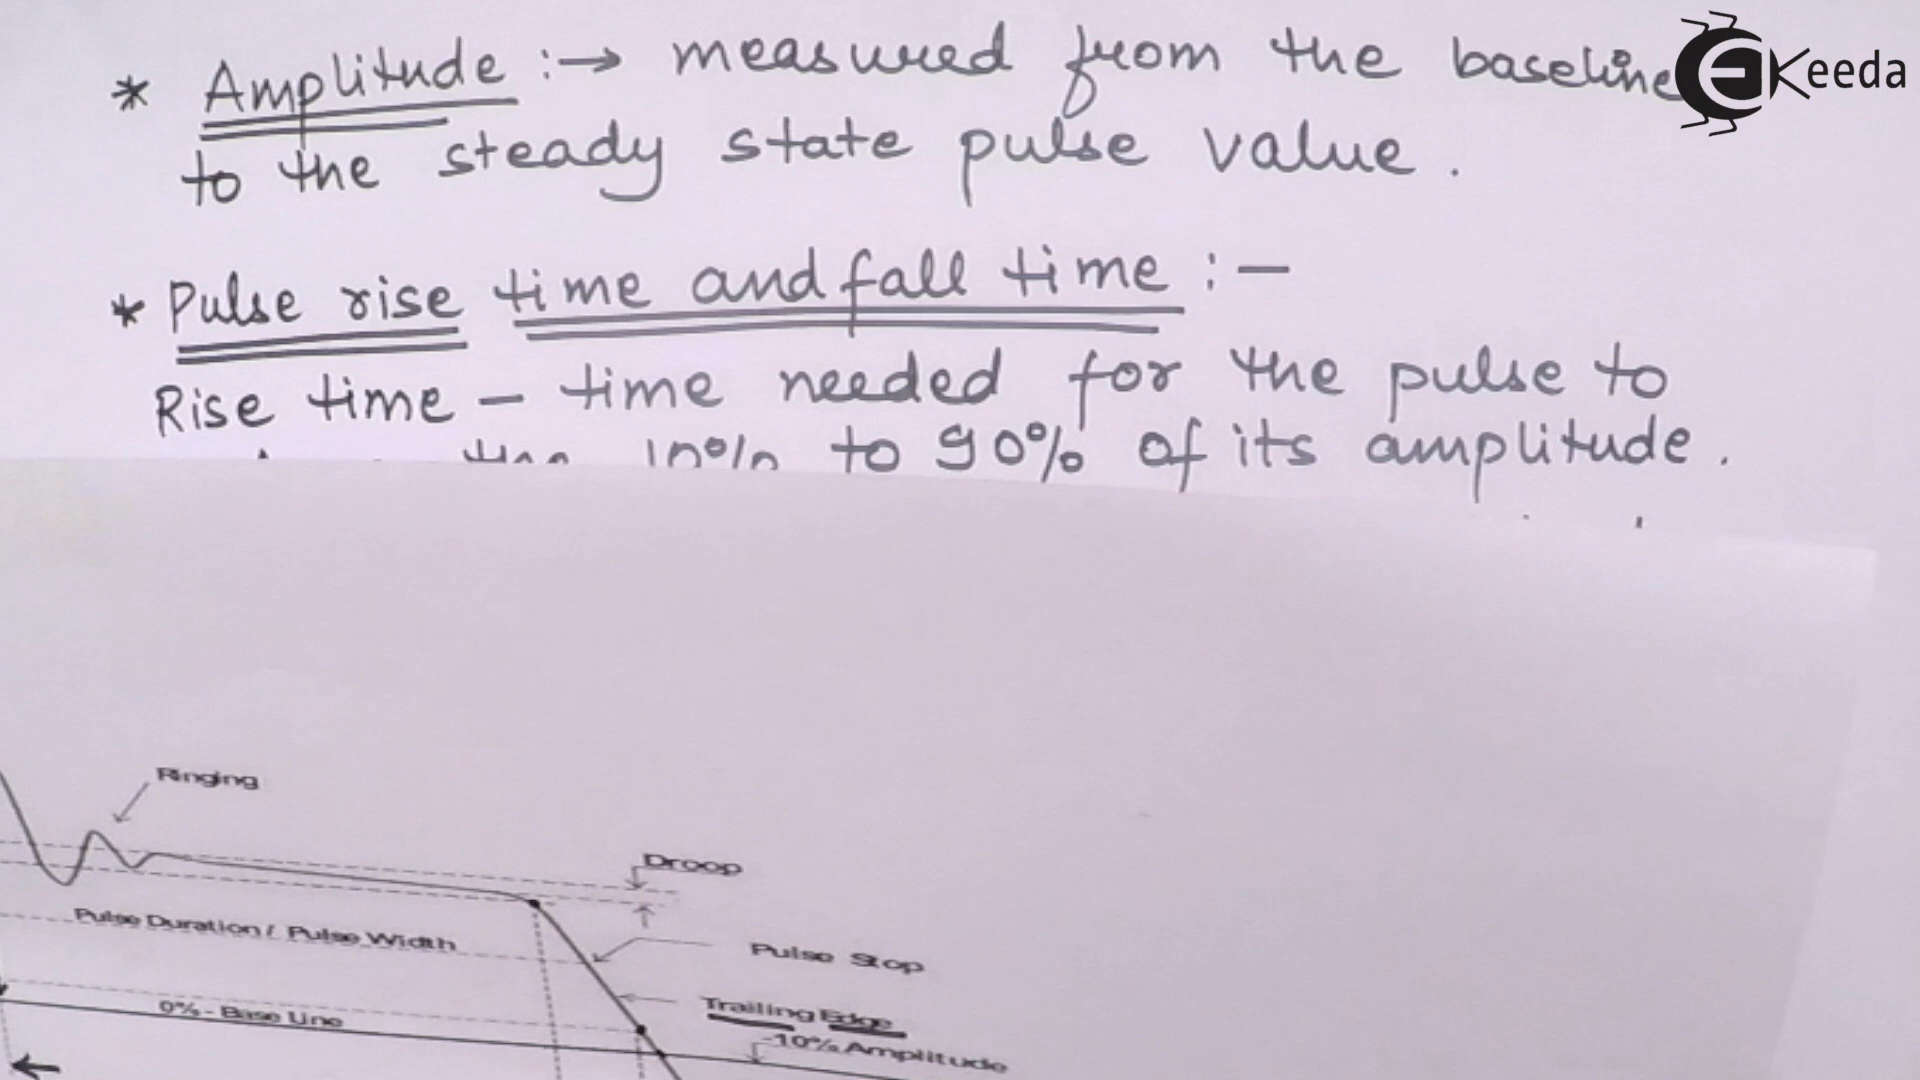 * Amplitude :→ measured from the baseline
EKeeda
to the steady state pulse value.
* Pulse rise time and fall time :-
Rise time - time needed for the pulse to
the 10% to 90% of its amplitude.
Ringing
Droop
Pulse Duration / Pulse Width
Pulse Stop
Trailing Edge
0% - Base Line
-10% Amplitude